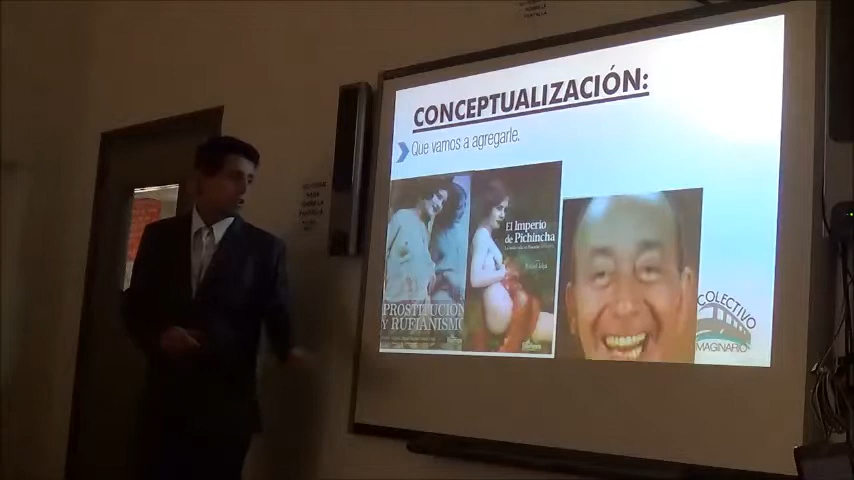 CONCEPTUALIZACIÓN:
Que vamos a agregarle.
El Imperio
de Pichincha
PROSTITUCIÓN
Y RUFIANISMO
COLECTIVO
IMAGINARIO